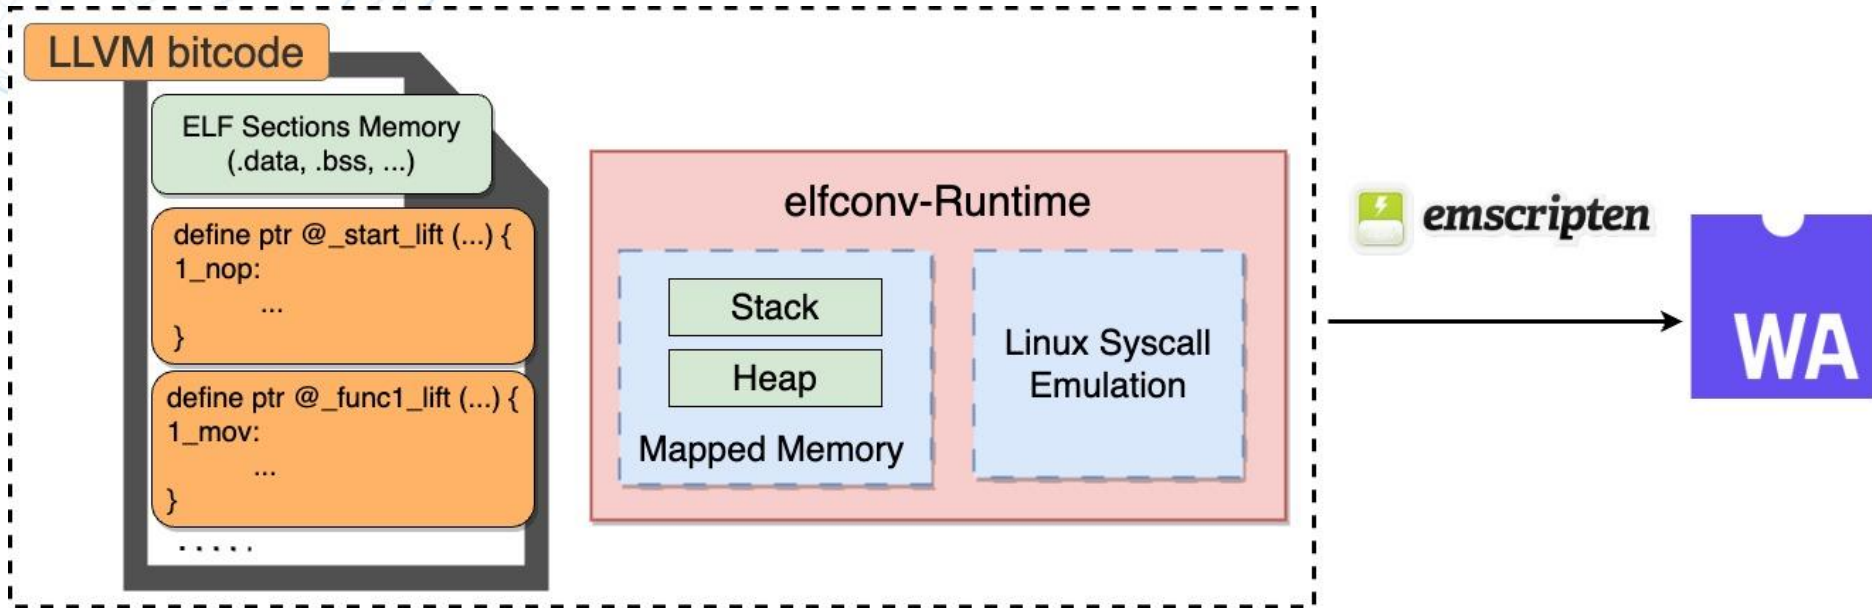 LLVM bitcode
ELF Sections Memory
(.data, .bss, ...)
define ptr @_start_lift (...) {
1_nop:
...
}
define ptr @_func1_lift (...) {
1_mov:
...
}
.....
elfconv-Runtime
Stack
Heap
Mapped Memory
Linux Syscall
Emulation
emscripten
WA